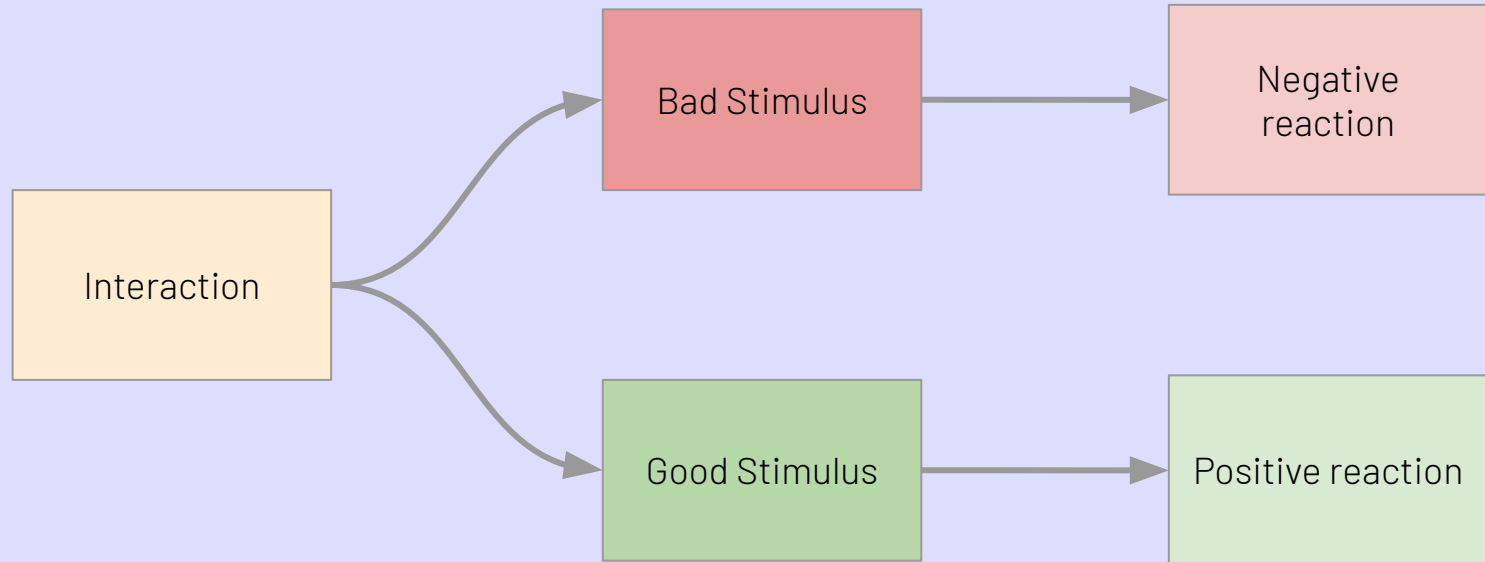 Interaction
Bad Stimulus
Negative
reaction
Good Stimulus
Positive reaction